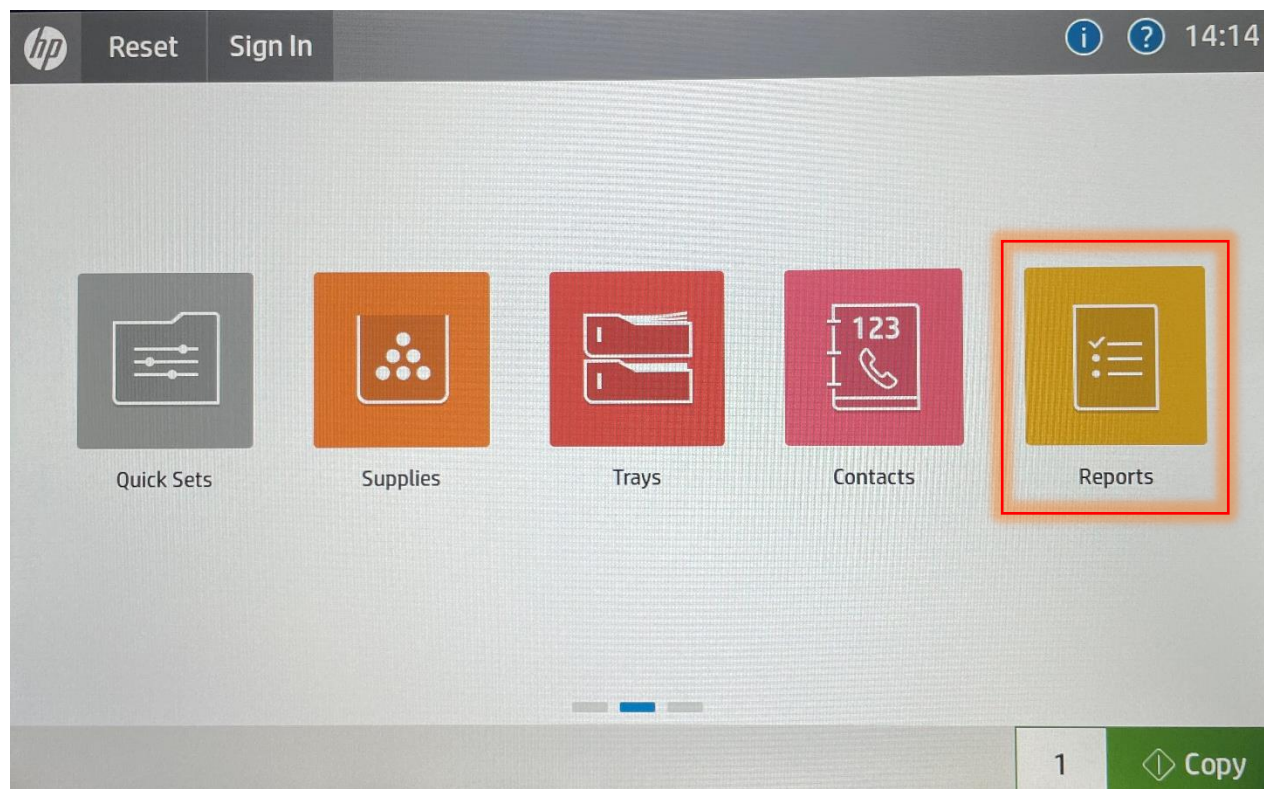 hp
Reset
Sign In
i
?
14:14
123
Quick Sets
Supplies
Trays
Contacts
Reports
1
Copy